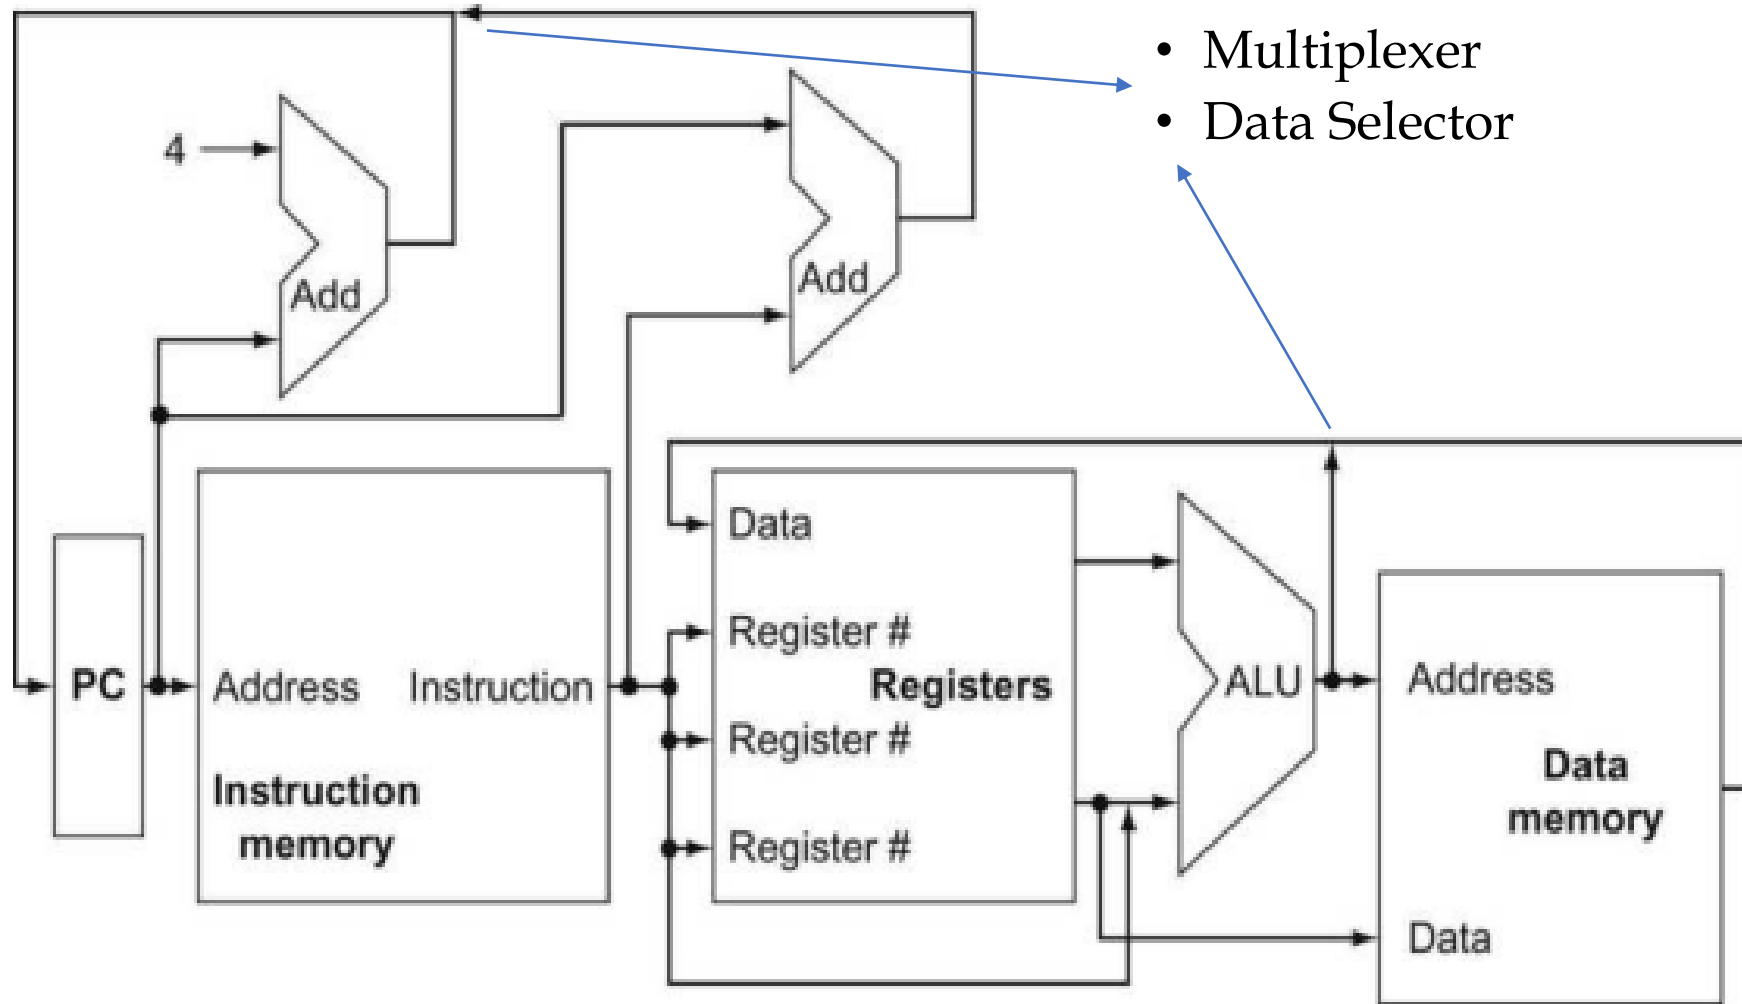 • Multiplexer
• Data Selector
4
Add
Add
Data
Register #
PC
Address
Instruction
Registers
ALU
Address
Register #
Instruction
memory
Data
memory
Register #
Data